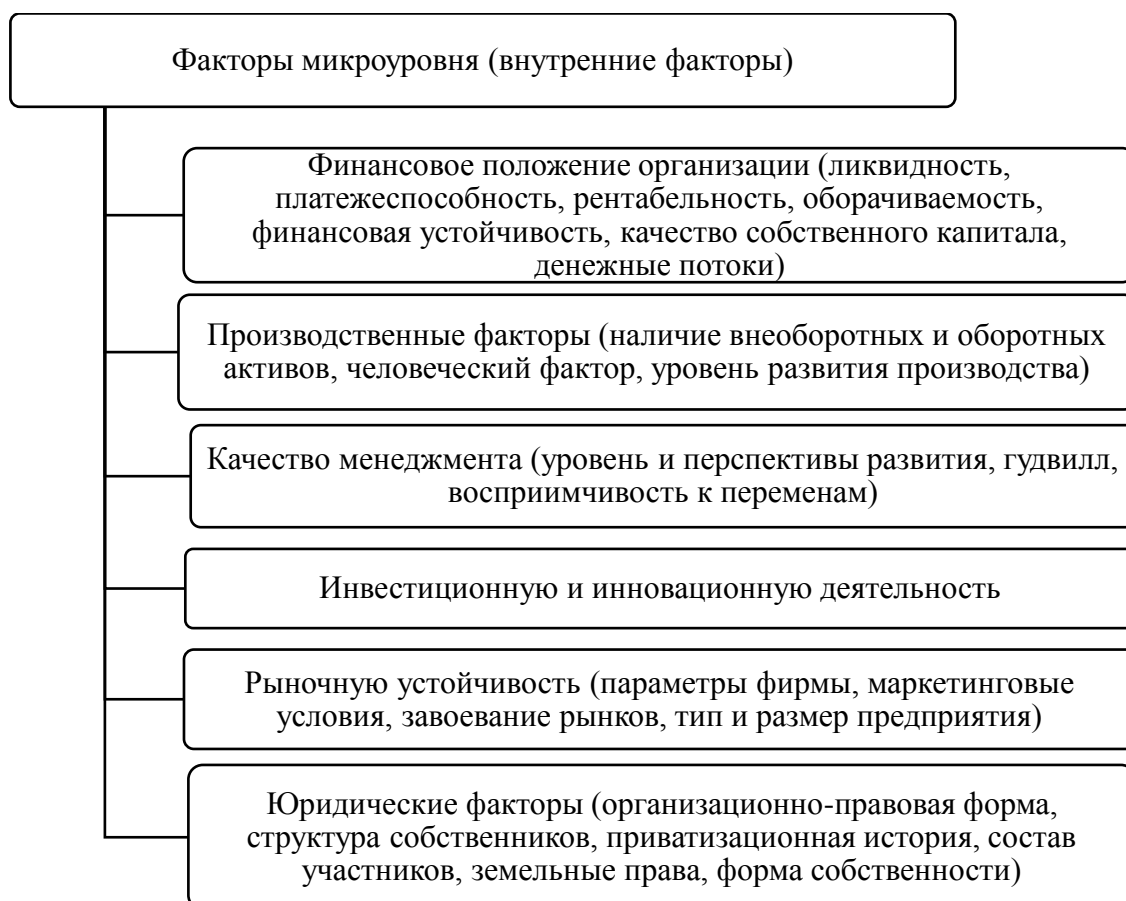 Факторы микроуровня (внутренние факторы)
Финансовое положение организации (ликвидность,
платежеспособность, рентабельность, оборачиваемость,
финансовая устойчивость, качество собственного капитала,
денежные потоки)
Производственные факторы (наличие внеоборотных и оборотных
активов, человеческий фактор, уровень развития производства)
Качество менеджмента (уровень и перспективы развития, гудвилл,
восприимчивость к переменам)
Инвестиционную и инновационную деятельность
Рыночную устойчивость (параметры фирмы, маркетинговые
условия, завоевание рынков, тип и размер предприятия)
Юридические факторы (организационно-правовая форма,
структура собственников, приватизационная история, состав
участников, земельные права, форма собственности)